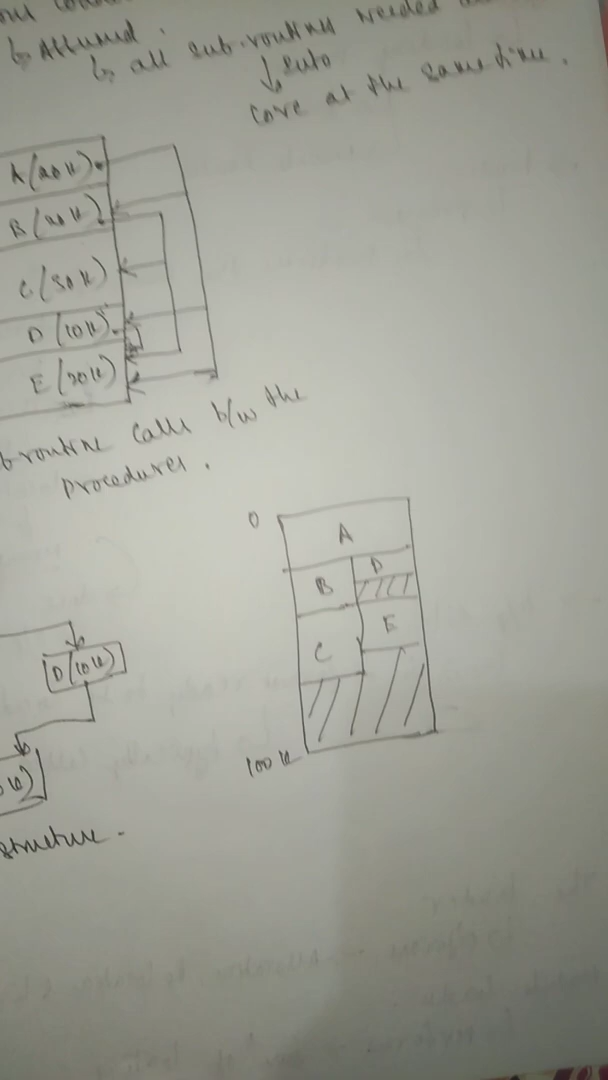 Assumed.
all sub-routines needed
into
core at the same time.
A(20K)
B(20K)
C(30K)
D(10K)
E(20K)
routine calls b/w the
procedures.
0
A
B
D
E
C
D(10K)
100K
structure.